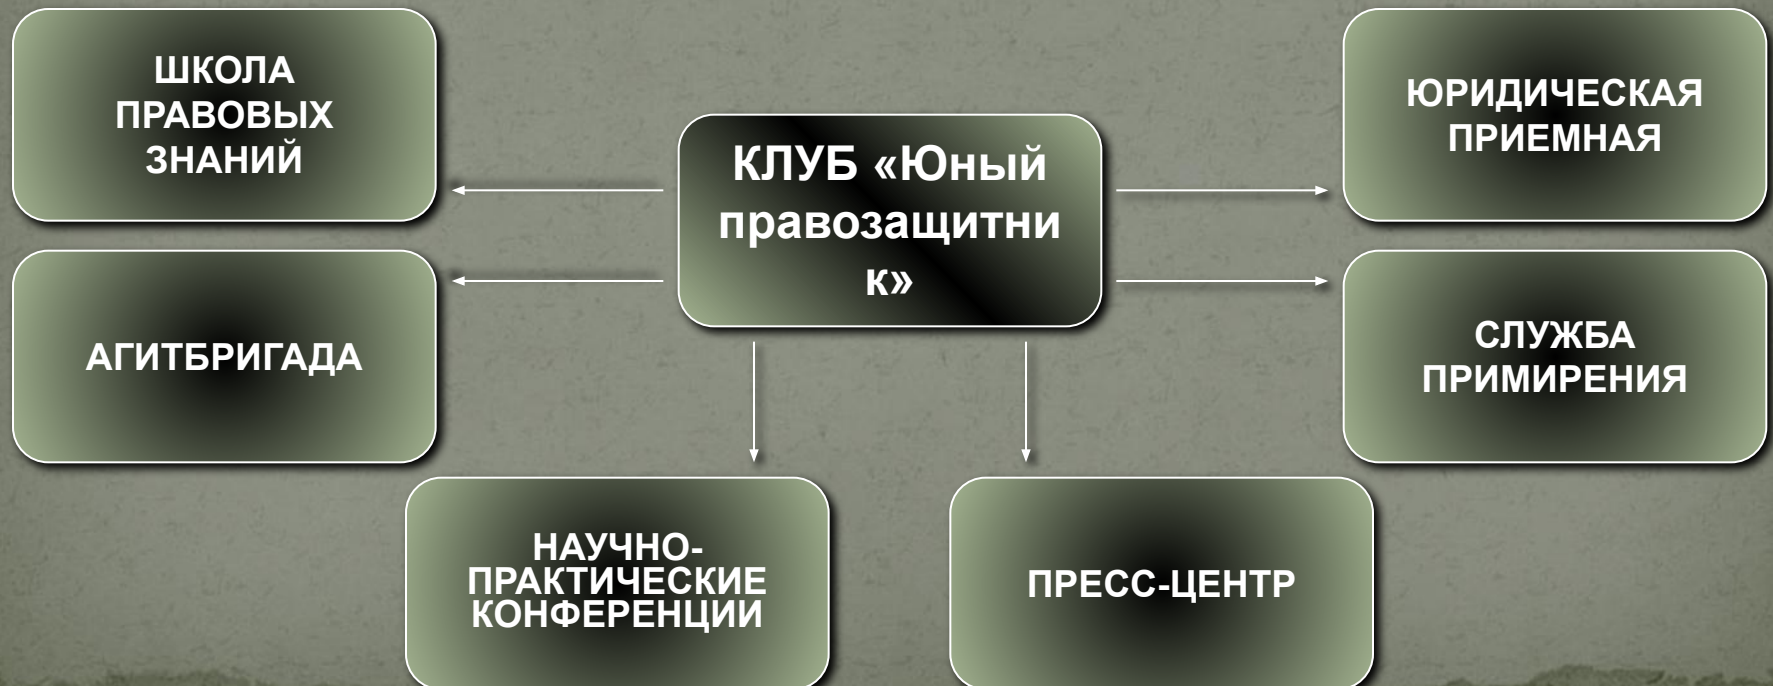 ШКОЛА
ПРАВОВЫХ
ЗНАНИЙ
КЛУБ «Юный
правозащитни
к»
ЮРИДИЧЕСКАЯ
ПРИЕМНАЯ
АГИТБРИГАДА
СЛУЖБА
ПРИМИРЕНИЯ
НАУЧНО-
ПРАКТИЧЕСКИЕ
КОНФЕРЕНЦИИ
ПРЕСС-ЦЕНТР